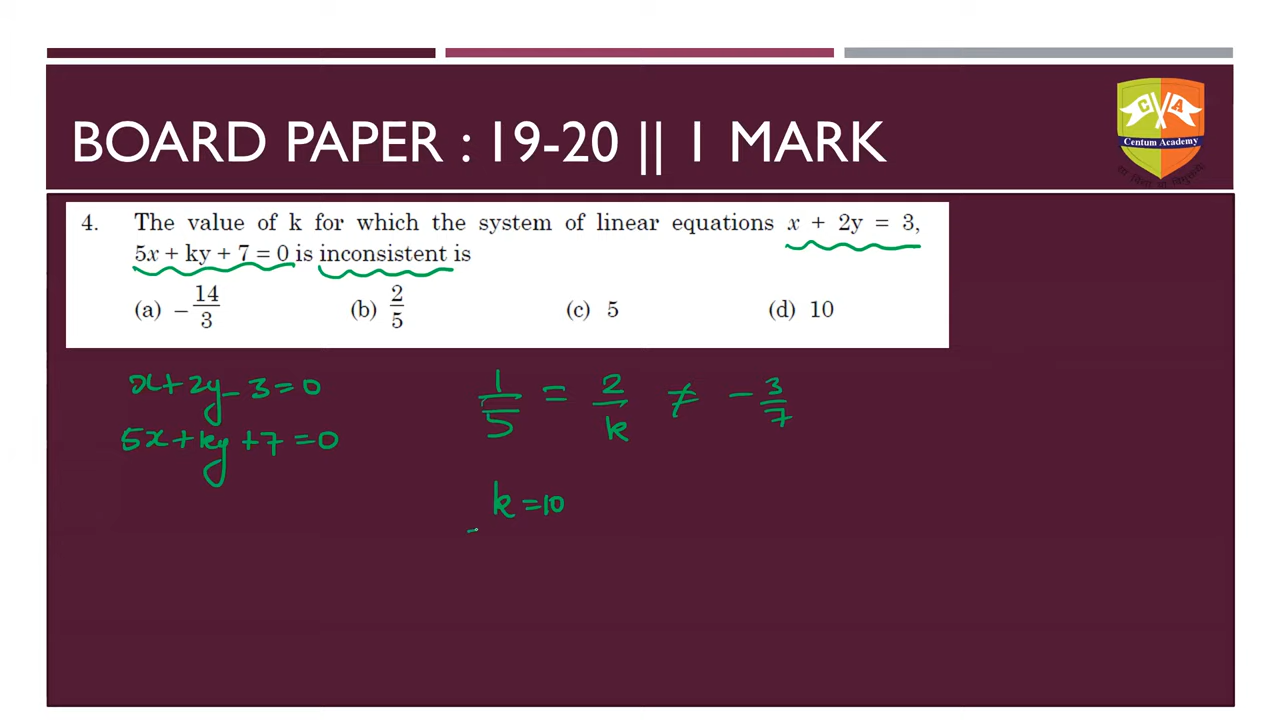 BOARD PAPER : 19-20 || 1 MARK
C A
Centum Academy
4. The value of k for which the system of linear equations x + 2y = 3,
5x + ky + 7 = 0 is inconsistent is
(a) – 14/3 (b) 2/5 (c) 5 (d) 10
x+2y-3=0
5x+ky+7=0
1/5 = 2/k ≠ -3/7
k=10